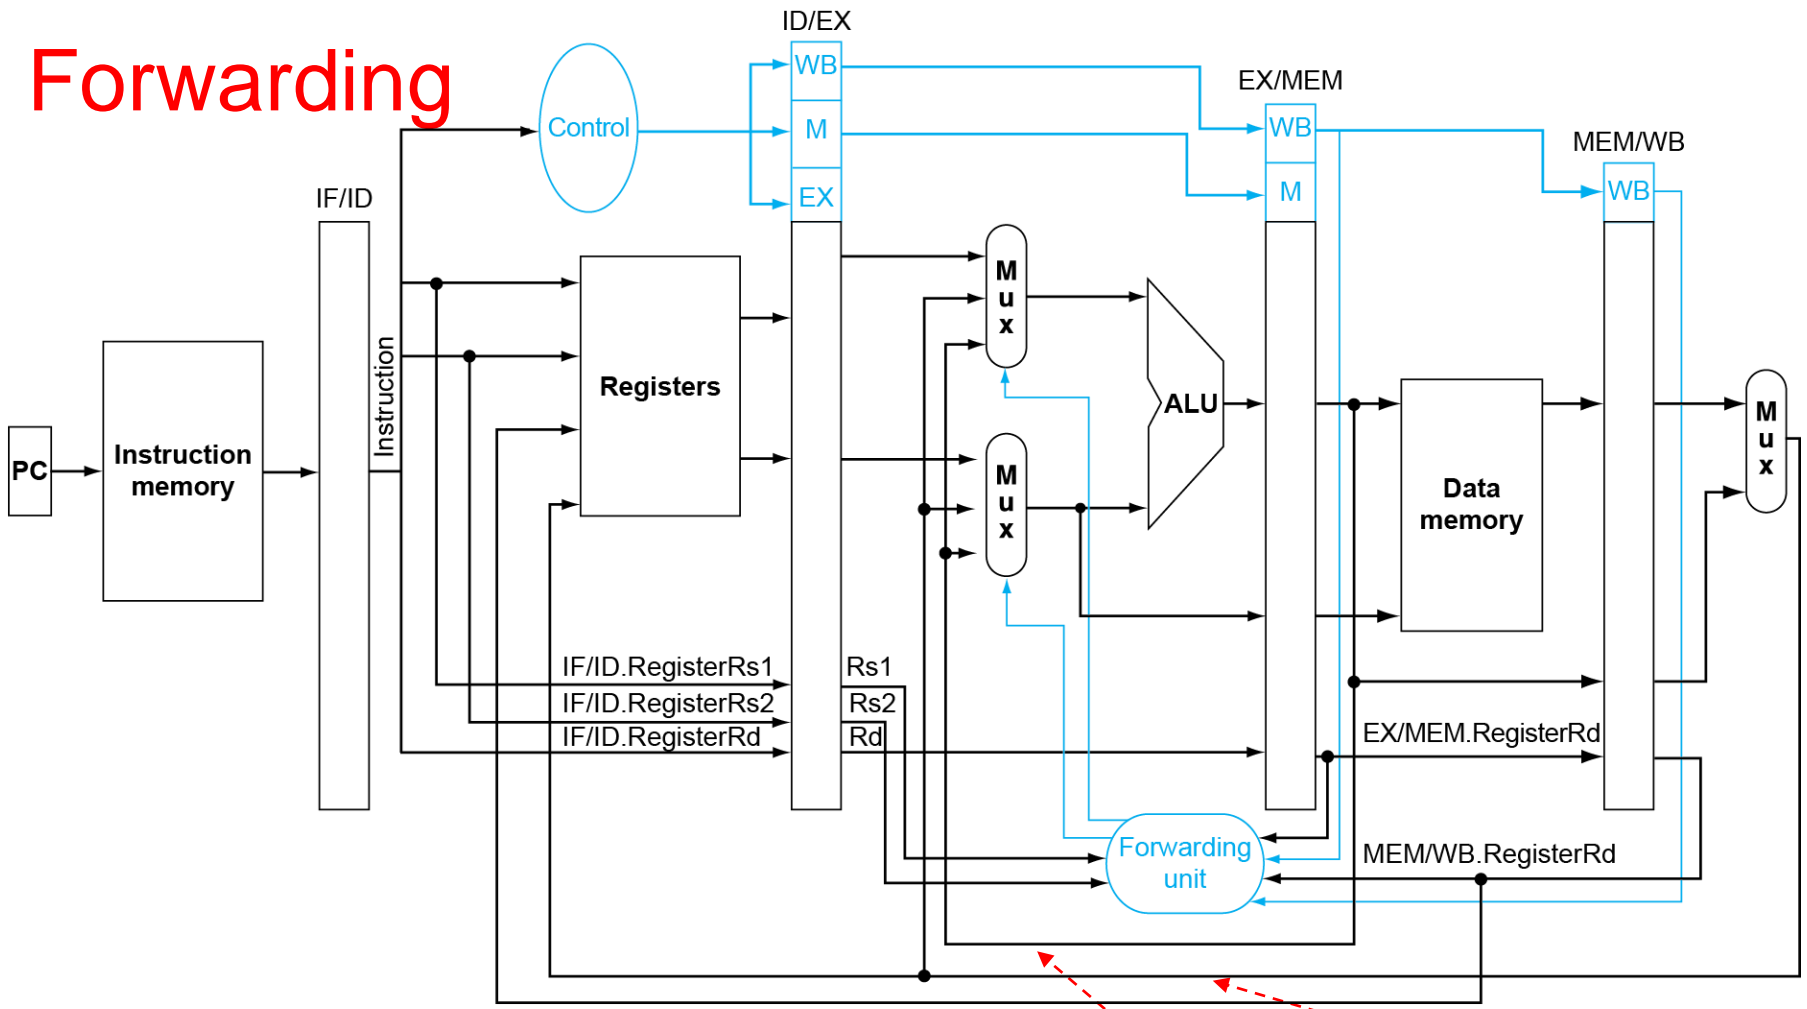 Forwarding
ID/EX
WB
M
EX
Control
EX/MEM
WB
M
MEM/WB
WB
IF/ID
Instruction
PC
Instruction
memory
Registers
M
u
x
M
u
x
ALU
Data
memory
M
u
x
IF/ID.RegisterRs1
IF/ID.RegisterRs2
IF/ID.RegisterRd
Rs1
Rs2
Rd
EX/MEM.RegisterRd
Forwarding
unit
MEM/WB.RegisterRd